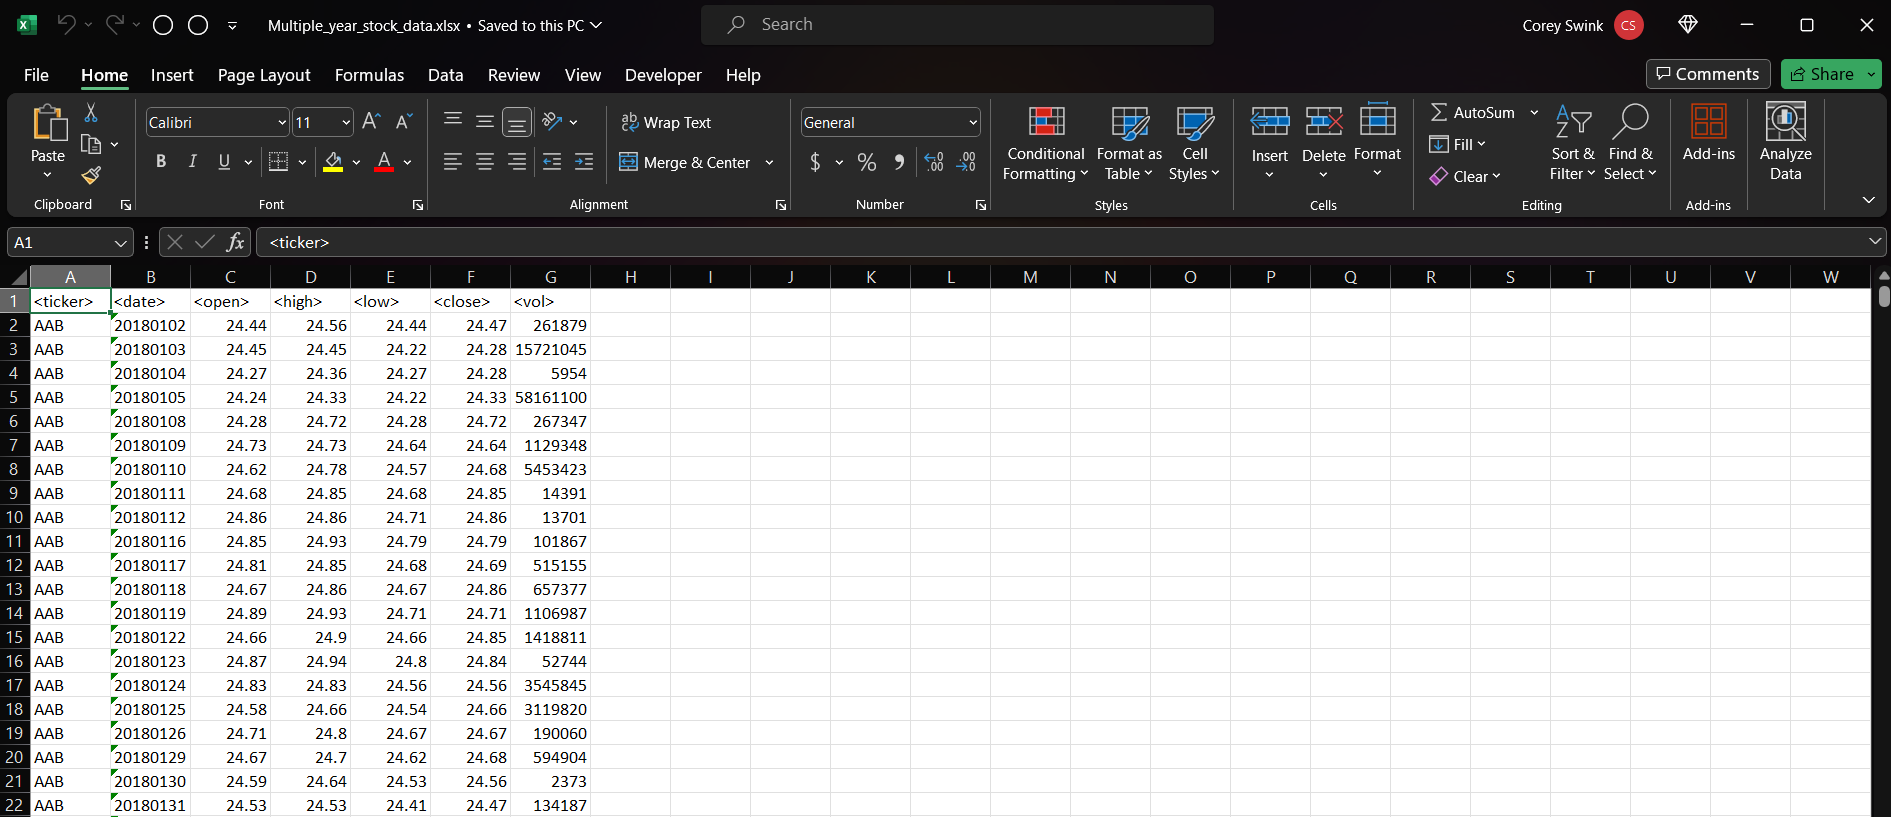 Multiple_year_stock_data.xlsx • Saved to this PC Search Corey Swink CS
File Home Insert Page Layout Formulas Data Review View Developer Help Comments Share
Paste Calibri 11 A^ A˅ Wrap Text General Conditional Formatting Format as Table Cell Styles Insert Delete Format AutoSum Fill Clear Sort & Filter Find & Select Add-ins Analyze Data
B I U A Merge & Center $ %
Clipboard Font Alignment Number Styles Cells Editing Add-ins
A1 fx <ticker>
A B C D E F G H I J K L M N O P Q R S T U V W
1 <ticker> <date> <open> <high> <low> <close> <vol>
2 AAB 20180102 24.44 24.56 24.44 24.47 261879
3 AAB 20180103 24.45 24.45 24.22 24.28 15721045
4 AAB 20180104 24.27 24.36 24.27 24.28 5954
5 AAB 20180105 24.24 24.33 24.22 24.33 58161100
6 AAB 20180108 24.28 24.72 24.28 24.72 267347
7 AAB 20180109 24.73 24.73 24.64 24.64 1129348
8 AAB 20180110 24.62 24.78 24.57 24.68 5453423
9 AAB 20180111 24.68 24.85 24.68 24.85 14391
10 AAB 20180112 24.86 24.86 24.71 24.86 13701
11 AAB 20180116 24.85 24.93 24.79 24.79 101867
12 AAB 20180117 24.81 24.85 24.68 24.69 515155
13 AAB 20180118 24.67 24.86 24.67 24.86 657377
14 AAB 20180119 24.89 24.93 24.71 24.71 1106987
15 AAB 20180122 24.66 24.9 24.66 24.85 1418811
16 AAB 20180123 24.87 24.94 24.8 24.84 52744
17 AAB 20180124 24.83 24.83 24.56 24.56 3545845
18 AAB 20180125 24.58 24.66 24.54 24.66 3119820
19 AAB 20180126 24.71 24.8 24.67 24.67 190060
20 AAB 20180129 24.67 24.7 24.62 24.68 594904
21 AAB 20180130 24.59 24.64 24.53 24.56 2373
22 AAB 20180131 24.53 24.53 24.41 24.47 134187